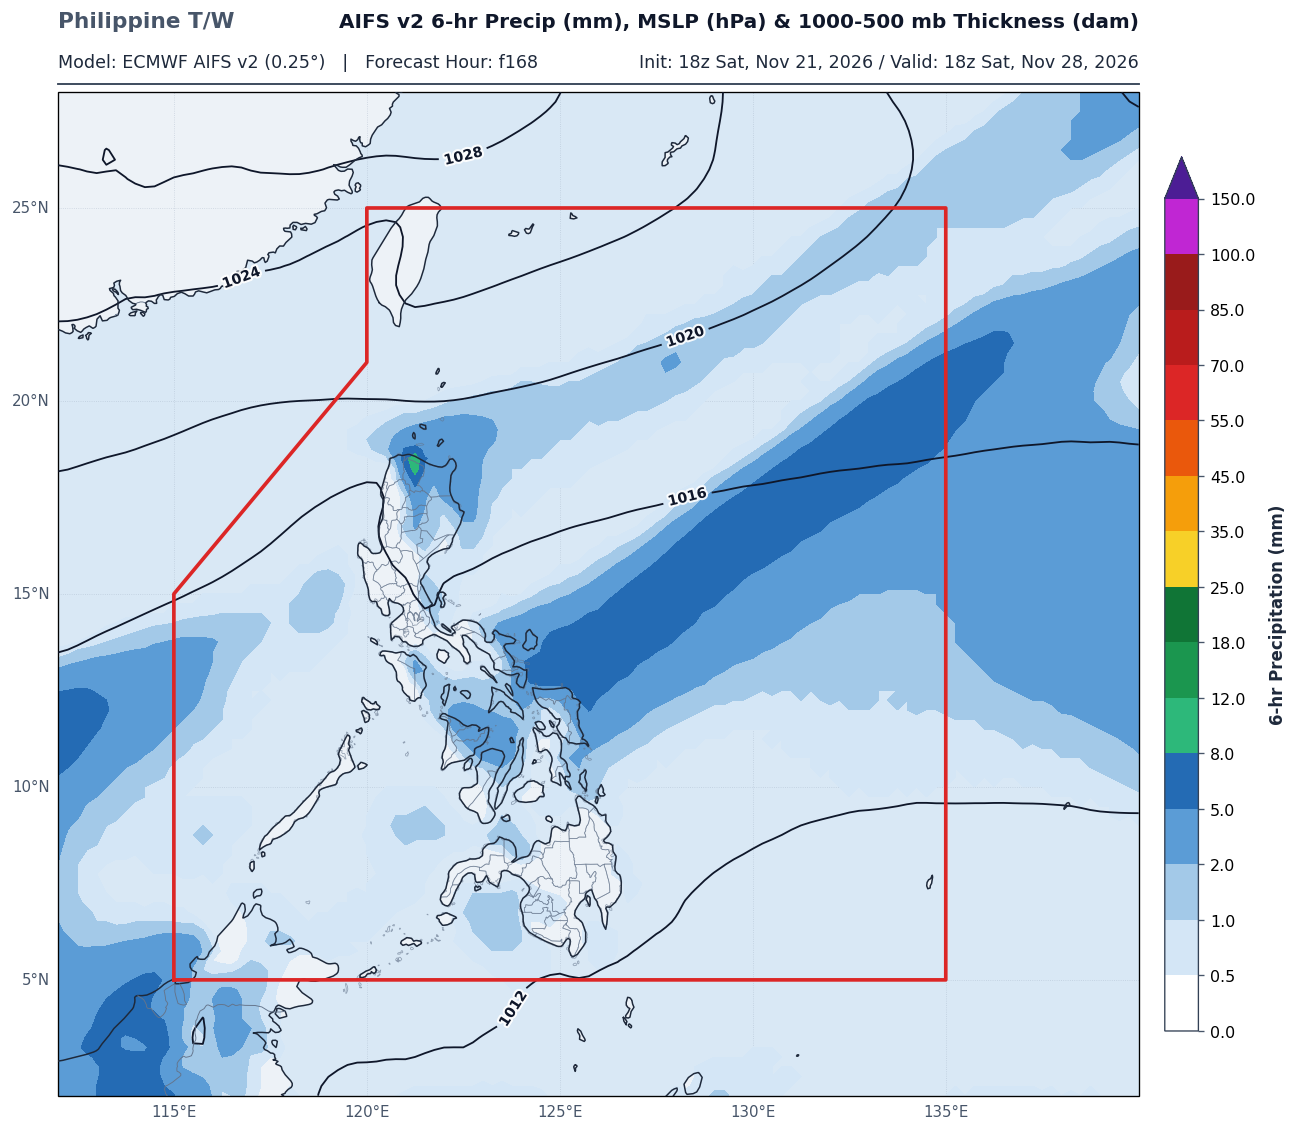 Philippine T/W
AIFS v2 6-hr Precip (mm), MSLP (hPa) & 1000-500 mb Thickness (dam)
Model: ECMWF AIFS v2 (0.25°) | Forecast Hour: f168
Init: 18z Sat, Nov 21, 2026 / Valid: 18z Sat, Nov 28, 2026
1028
1024
1020
1016
1012
25°N
20°N
15°N
10°N
5°N
115°E
120°E
125°E
130°E
135°E
150.0
100.0
85.0
70.0
55.0
45.0
35.0
25.0
18.0
12.0
8.0
5.0
2.0
1.0
0.5
0.0
6-hr Precipitation (mm)